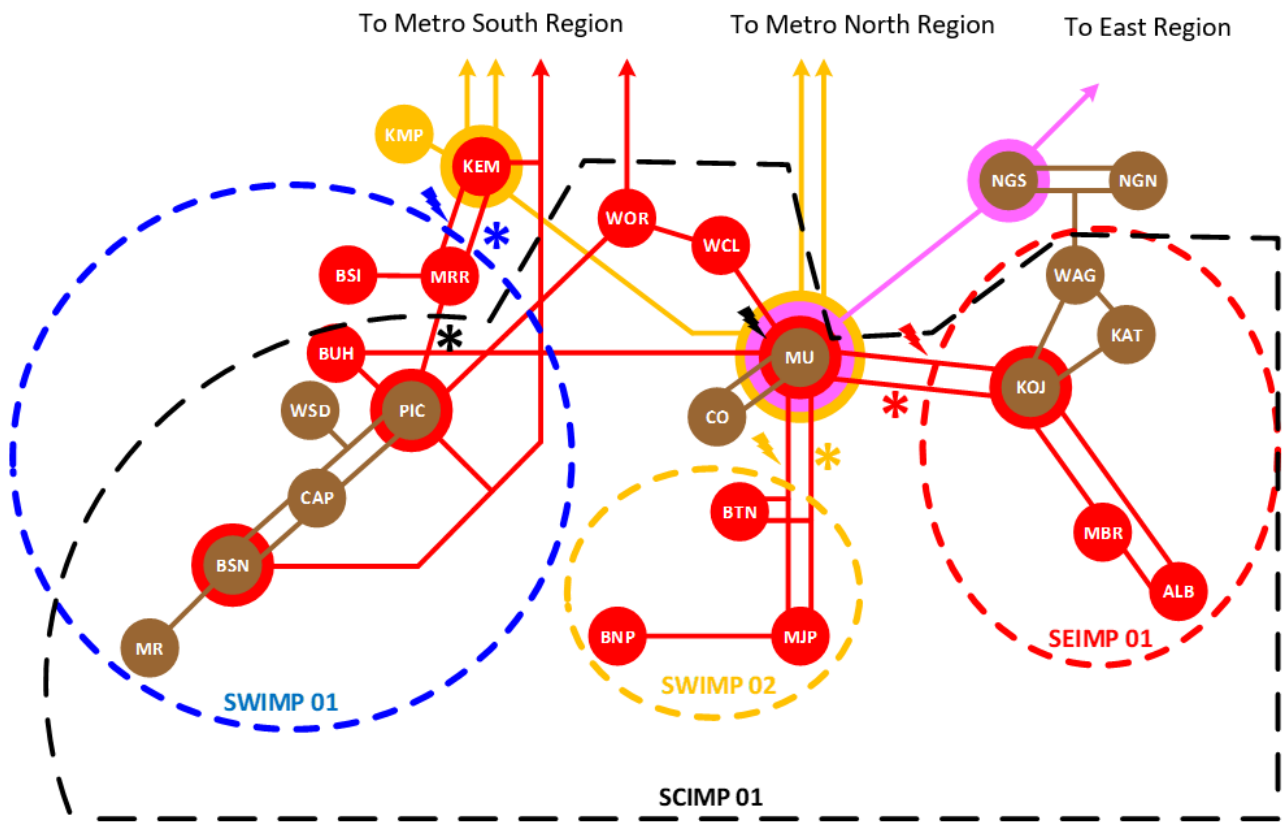 To Metro South Region
To Metro North Region
To East Region
KMP
KEM
NGS
NGN
WOR
WCL
BSI
MRR
WAG
*
*
BUH
MU
KAT
KOJ
WSD
PIC
CO
*
*
CAP
BTN
MBR
BSN
ALB
MR
BNP
MJP
SEIMP 01
SWIMP 01
SWIMP 02
SCIMP 01